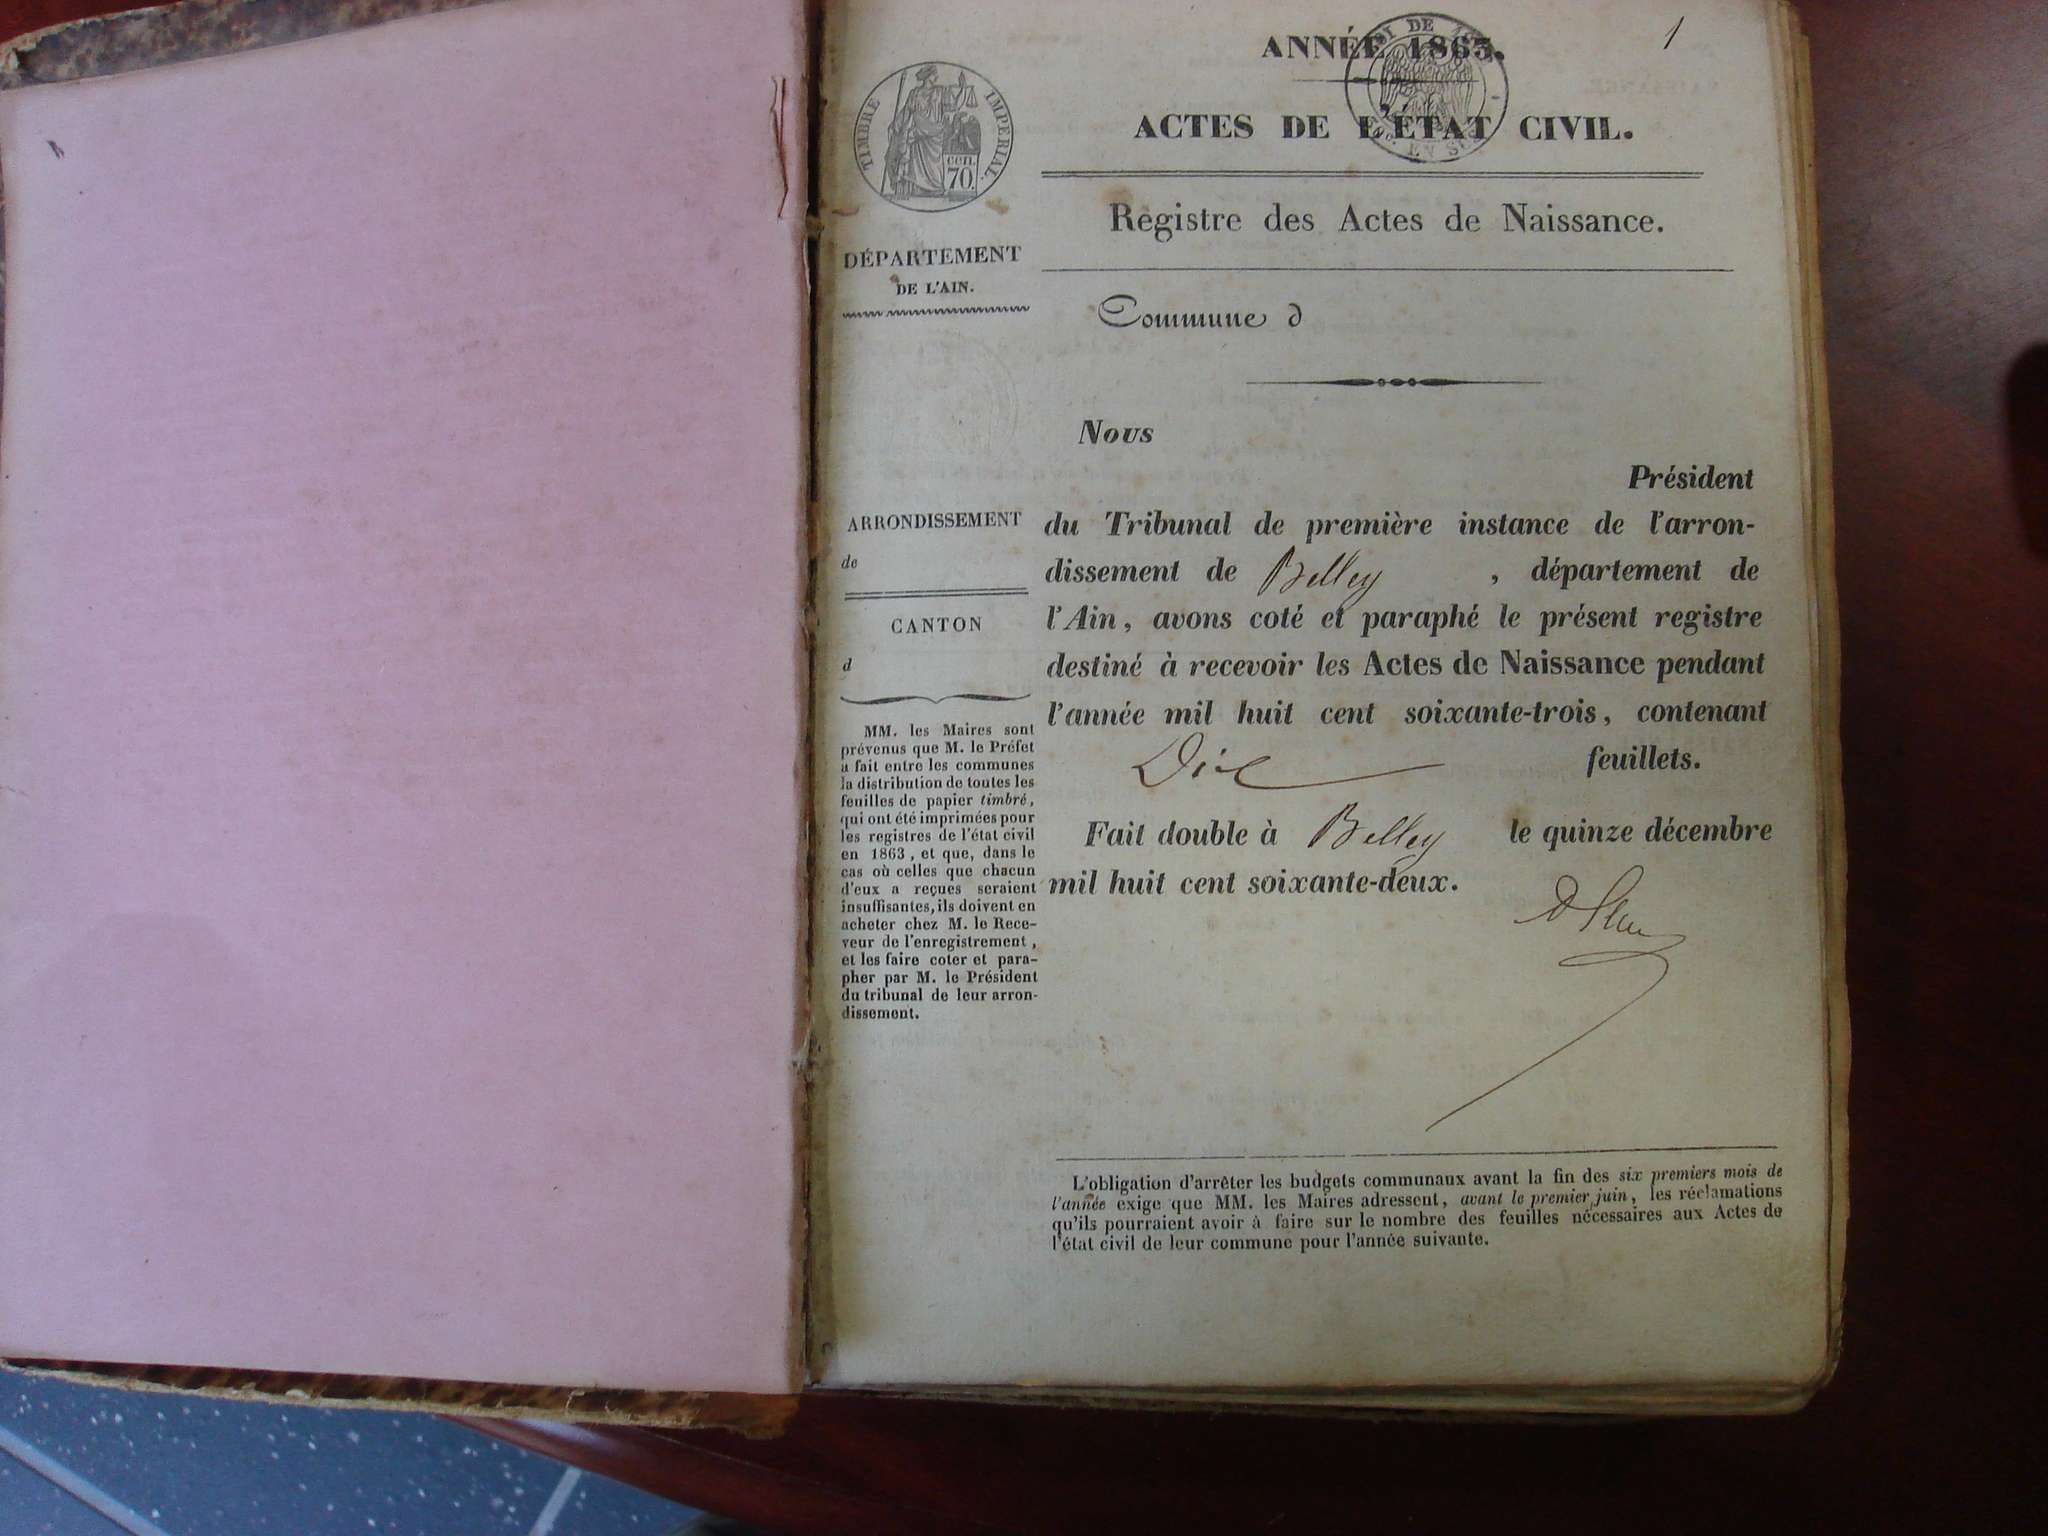 1
ANNÉE 1863.
ACTES DE L'ÉTAT CIVIL.
Registre des Actes de Naissance.
TIMBRE IMPERIAL.
cen.
70.
DÉPARTEMENT
DE L'AIN.
Commune d
Nous
Président
du Tribunal de première instance de l'arron-
dissement de Belley , département de
l'Ain, avons coté et paraphé le présent registre
destiné à recevoir les Actes de Naissance pendant
l'année mil huit cent soixante-trois, contenant
Dix feuillets.
Fait double à Belley le quinze décembre
mil huit cent soixante-deux.
ARRONDISSEMENT
de
CANTON
d
MM. les Maires sont
prévenus que M. le Préfet
a fait entre les communes
la distribution de toutes les
feuilles de papier timbré,
qui ont été imprimées pour
les registres de l'état civil
en 1863, et que, dans le
cas où celles que chacun
d'eux a reçues seraient
insuffisantes, ils doivent en
acheter chez M. le Rece-
veur de l'enregistrement,
et les faire coter et para-
pher par M. le Président
du tribunal de leur arron-
dissement.
L'obligation d'arrêter les budgets communaux avant la fin des six premiers mois de
l'année exige que MM. les Maires adressent, avant le premier juin, les réclamations
qu'ils pourraient avoir à faire sur le nombre des feuilles nécessaires aux Actes de
l'état civil de leur commune pour l'année suivante.